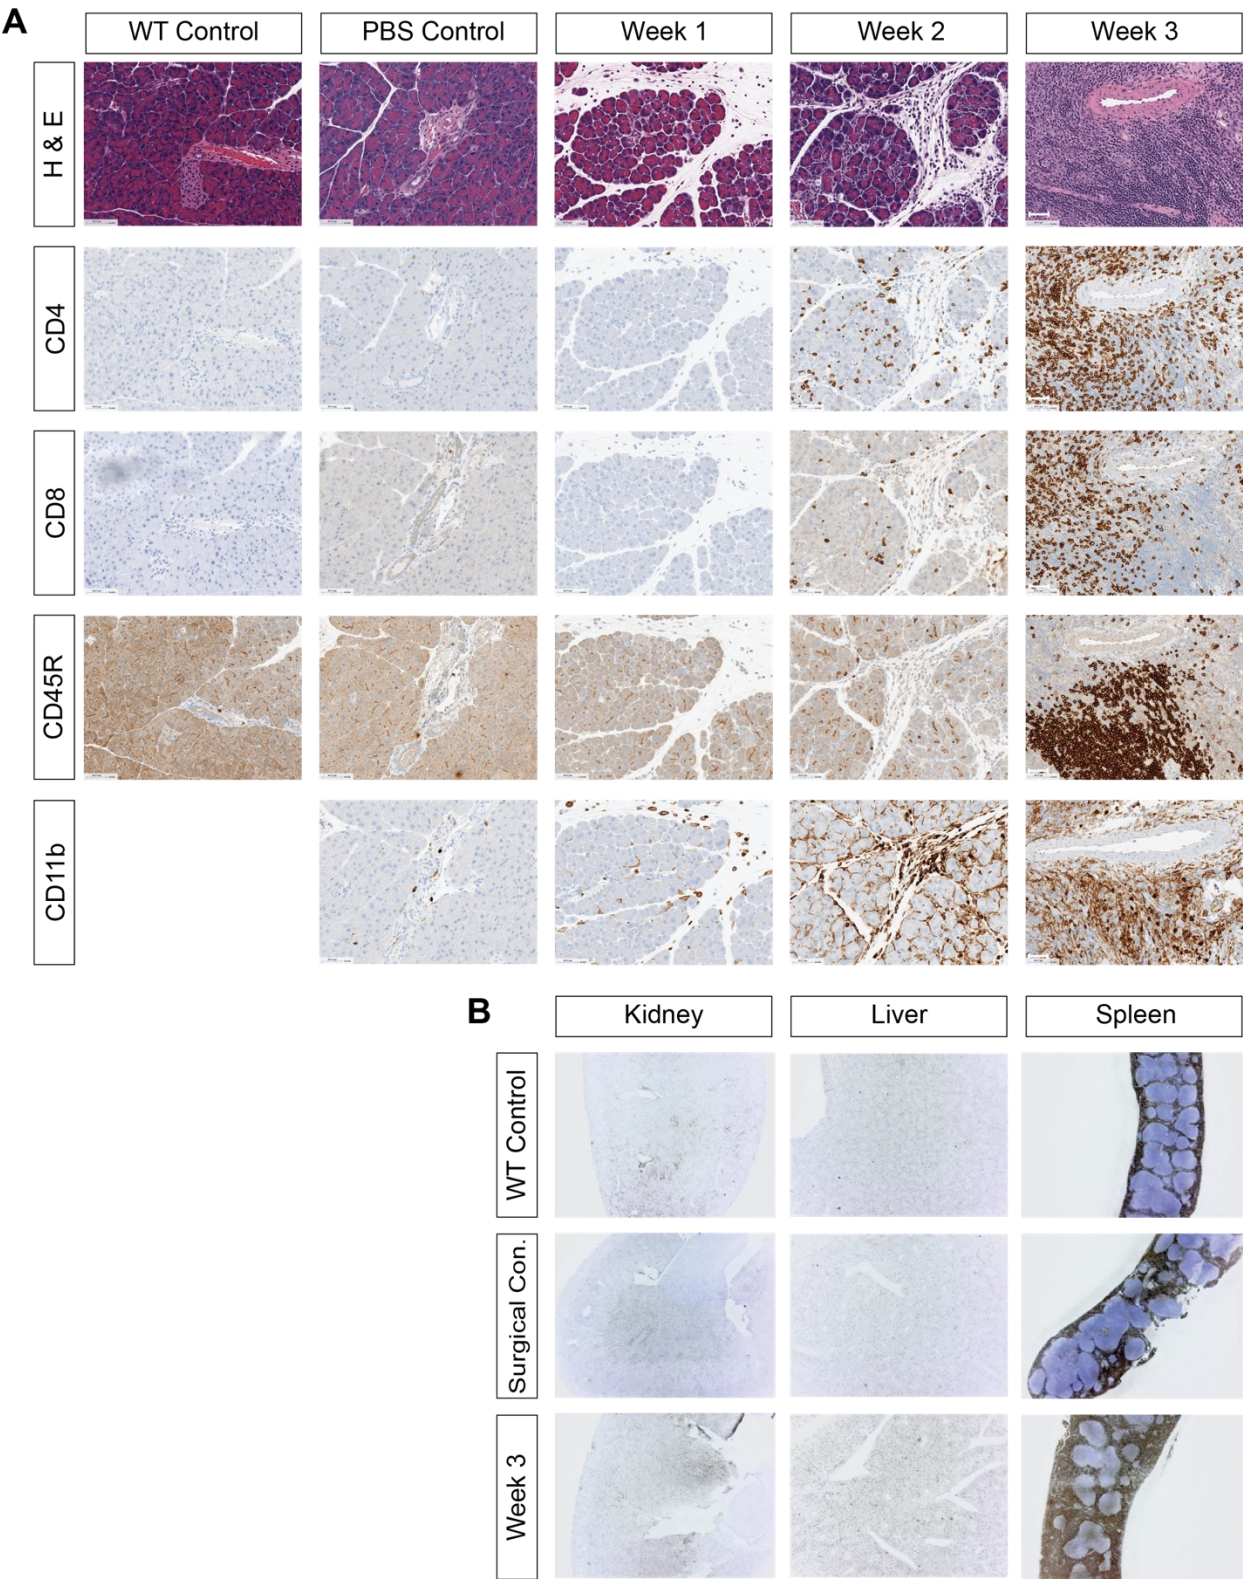 A
WT Control
PBS Control
Week 1
Week 2
Week 3
H & E
CD4
CD8
CD45R
CD11b
B
Kidney
Liver
Spleen
WT Control
Surgical Con.
Week 3